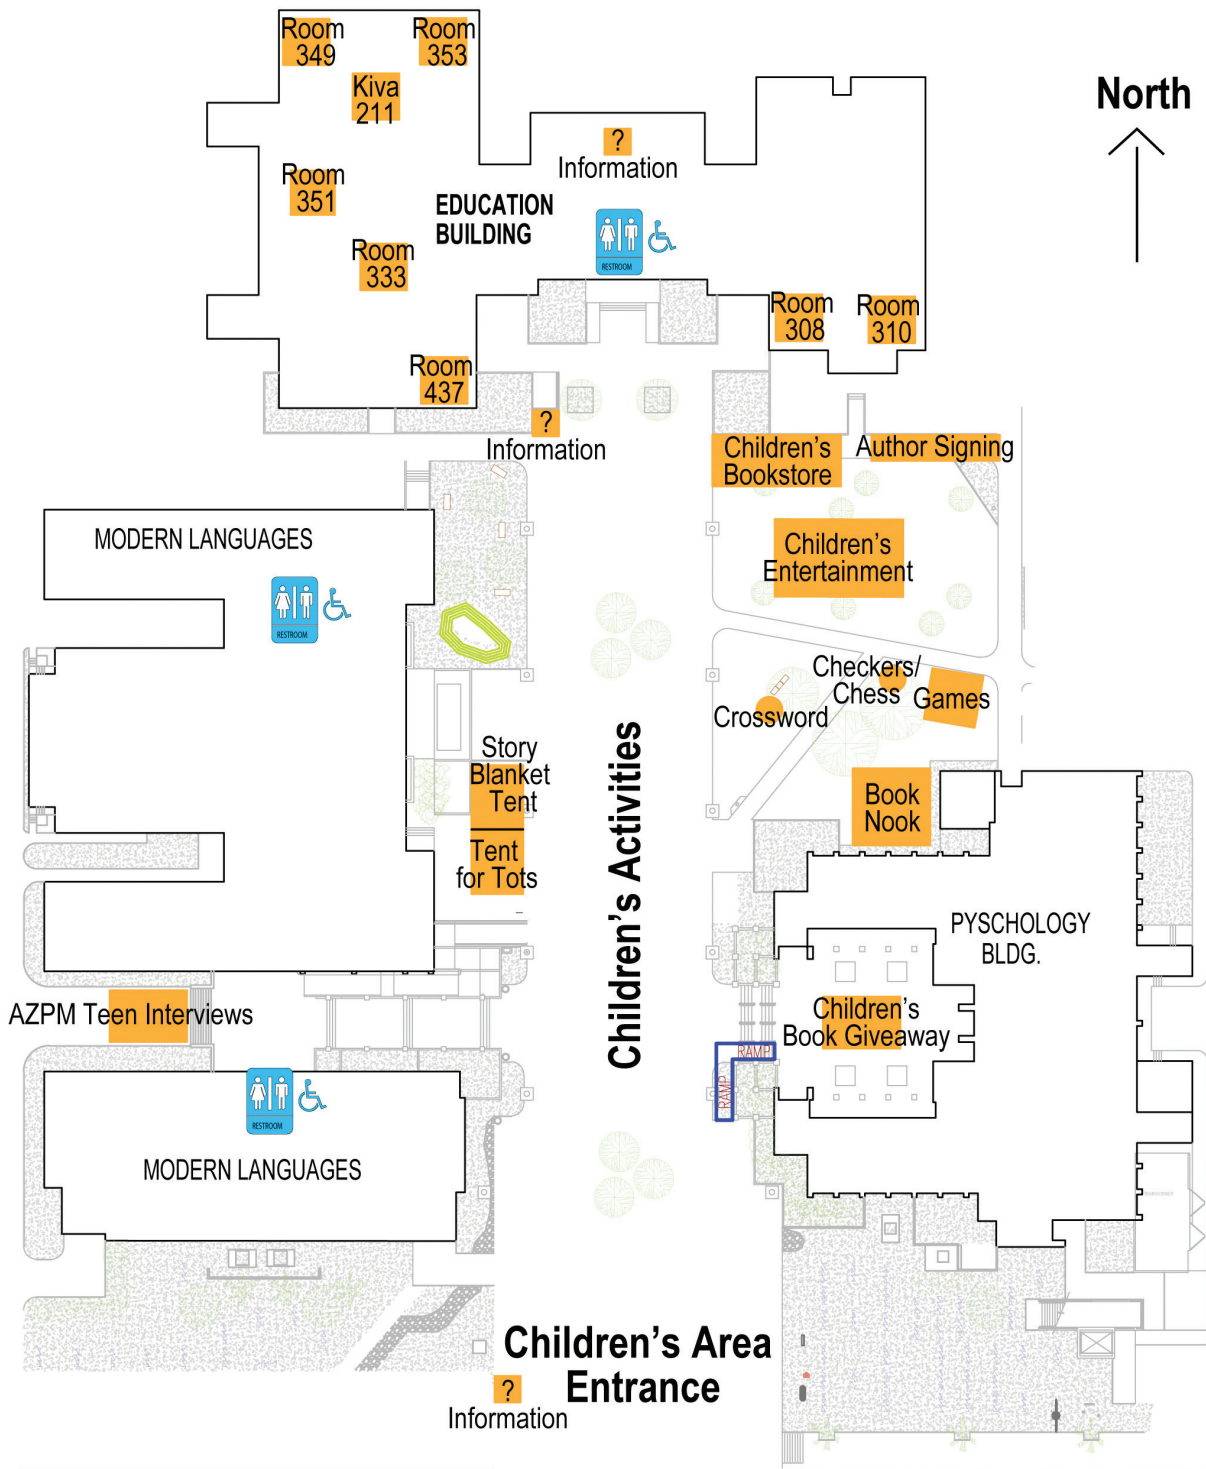 Room
349
Room
353
Kiva
211
North
?
Information
Room
351
EDUCATION
BUILDING
RESTROOM
Room
333
Room
308
Room
310
Room
437
?
Information
Children's
Bookstore
Author Signing
MODERN LANGUAGES
Children's
Entertainment
RESTROOM
Checkers/
Chess
Games
Crossword
Story
Blanket
Tent
Children's Activities
Book
Nook
Tent
for Tots
PYSCHOLOGY
BLDG.
AZPM Teen Interviews
Children's
Book Giveaway
RAMP
RAMP
RESTROOM
MODERN LANGUAGES
Children's Area
Entrance
?
Information